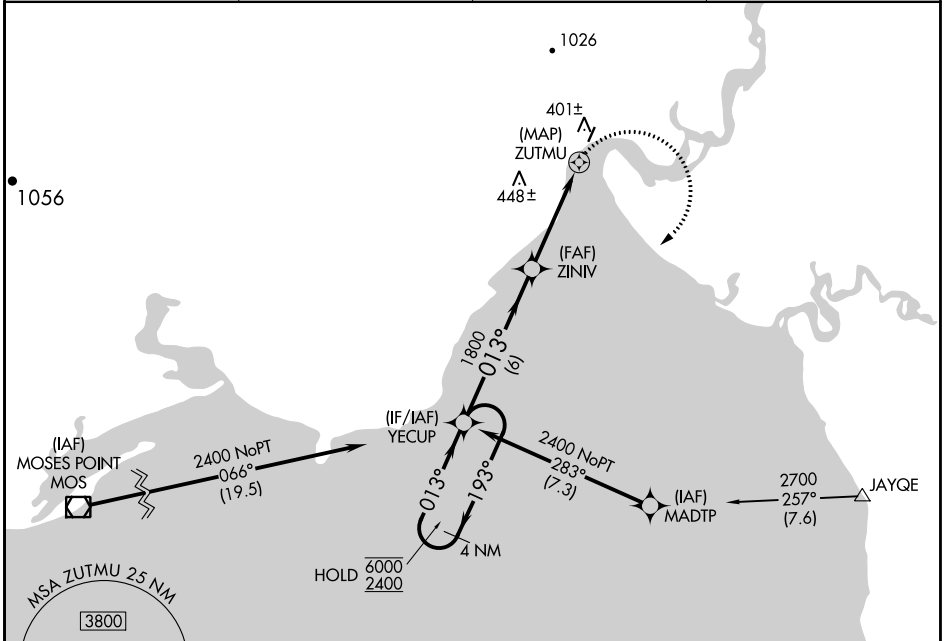 1026
401±
(MAP)
ZUTMU
448±
1056
(FAF)
ZINIV
1800
013°
(6)
(IF/IAF)
YECUP
(IAF)
MOSES POINT
MOS
2400 NoPT
066°
(19.5)
2400 NoPT
283°
(7.3)
(IAF)
MADTP
2700
257°
(7.6)
JAYQE
013°
193°
4 NM
HOLD
6000
2400
MSA ZUTMU 25 NM
3800